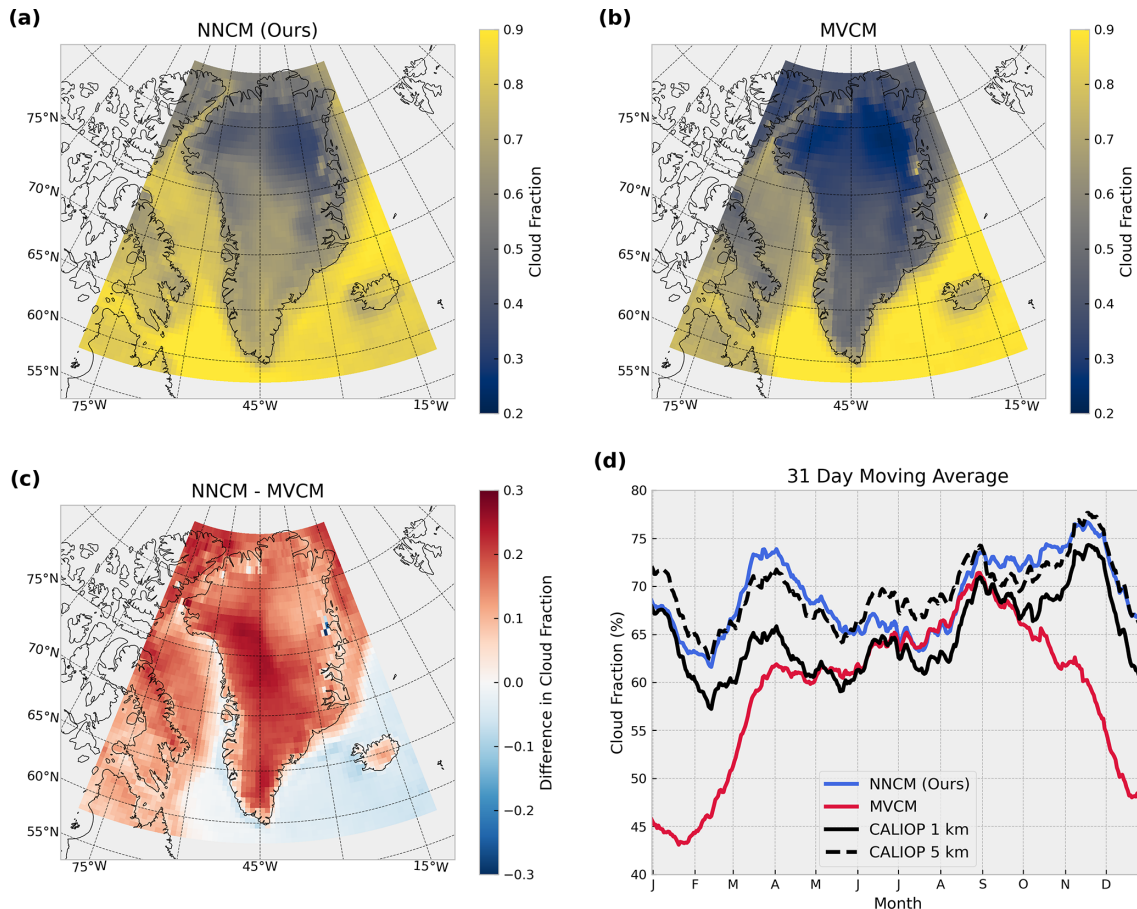 (a)
NNCM (Ours)
75°N
70°N
65°N
60°N
55°N
75°W
45°W
15°W
0.9
0.8
0.7
0.6
0.5
0.4
0.3
0.2
Cloud Fraction
(b)
MVCM
75°N
70°N
65°N
60°N
55°N
75°W
45°W
15°W
0.9
0.8
0.7
0.6
0.5
0.4
0.3
0.2
Cloud Fraction
(c)
NNCM - MVCM
75°N
70°N
65°N
60°N
55°N
75°W
45°W
15°W
0.3
0.2
0.1
0.0
−0.1
−0.2
−0.3
Difference in Cloud Fraction
(d)
31 Day Moving Average
Cloud Fraction (%)
80
75
70
65
60
55
50
45
40
NNCM (Ours)
MVCM
CALIOP 1 km
CALIOP 5 km
J F M A M J J A S O N D
Month